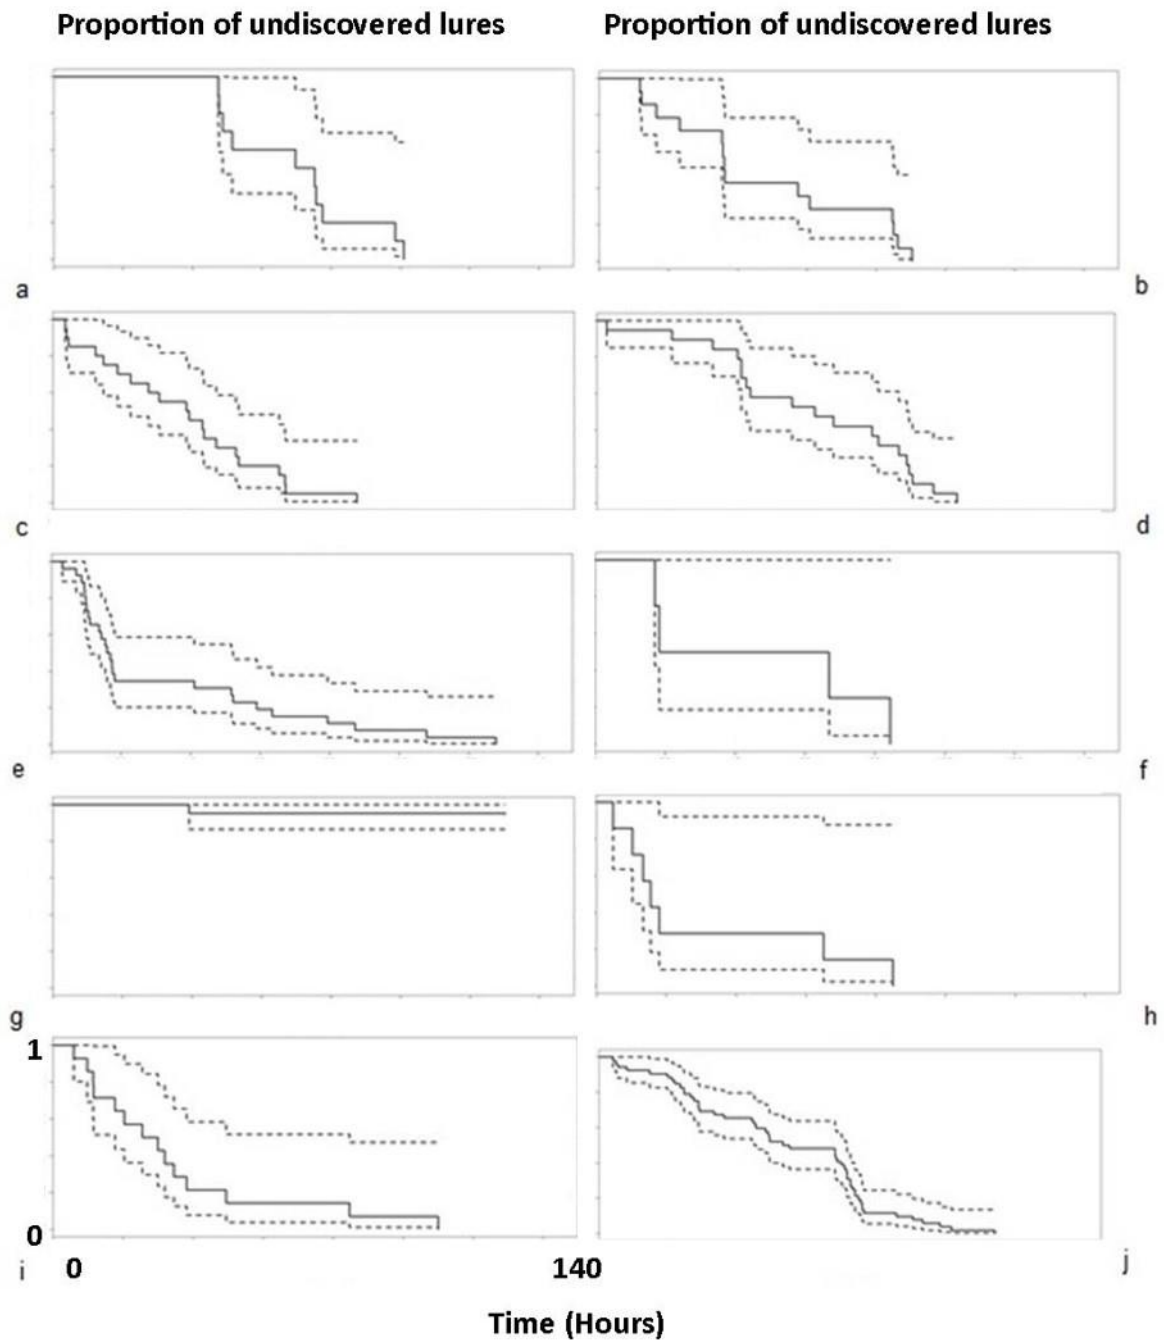 Proportion of undiscovered lures Proportion of undiscovered lures
a b
c d
e f
g h
1
0
i 0 140 j
Time (Hours)